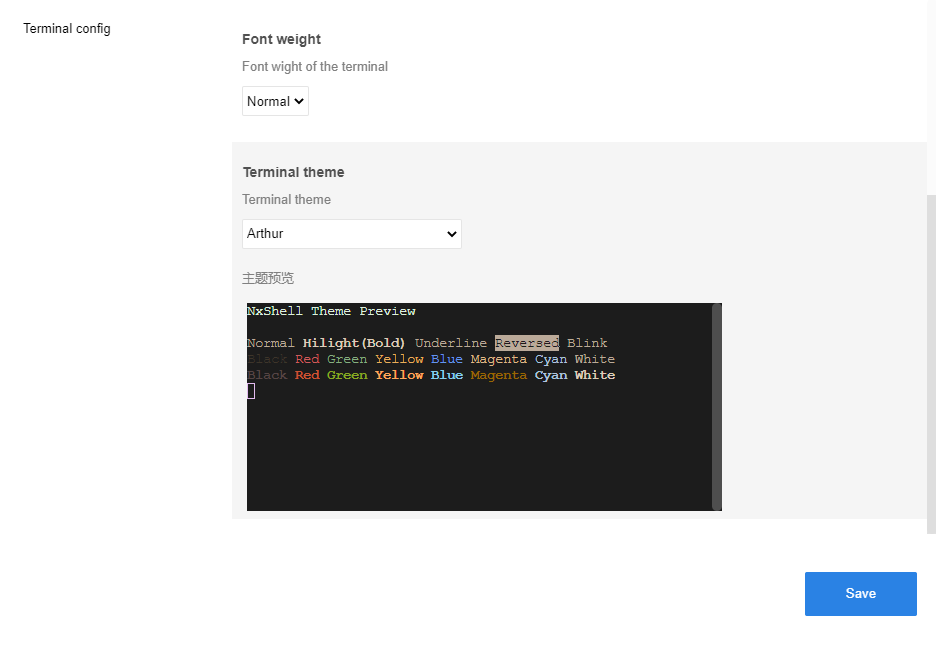 Terminal config
Font weight
Font wight of the terminal
Normal
Terminal theme
Terminal theme
Arthur
主题预览
NxShell Theme Preview
Normal Hilight(Bold) Underline Reversed Blink
Black Red Green Yellow Blue Magenta Cyan White
Black Red Green Yellow Blue Magenta Cyan White
Save